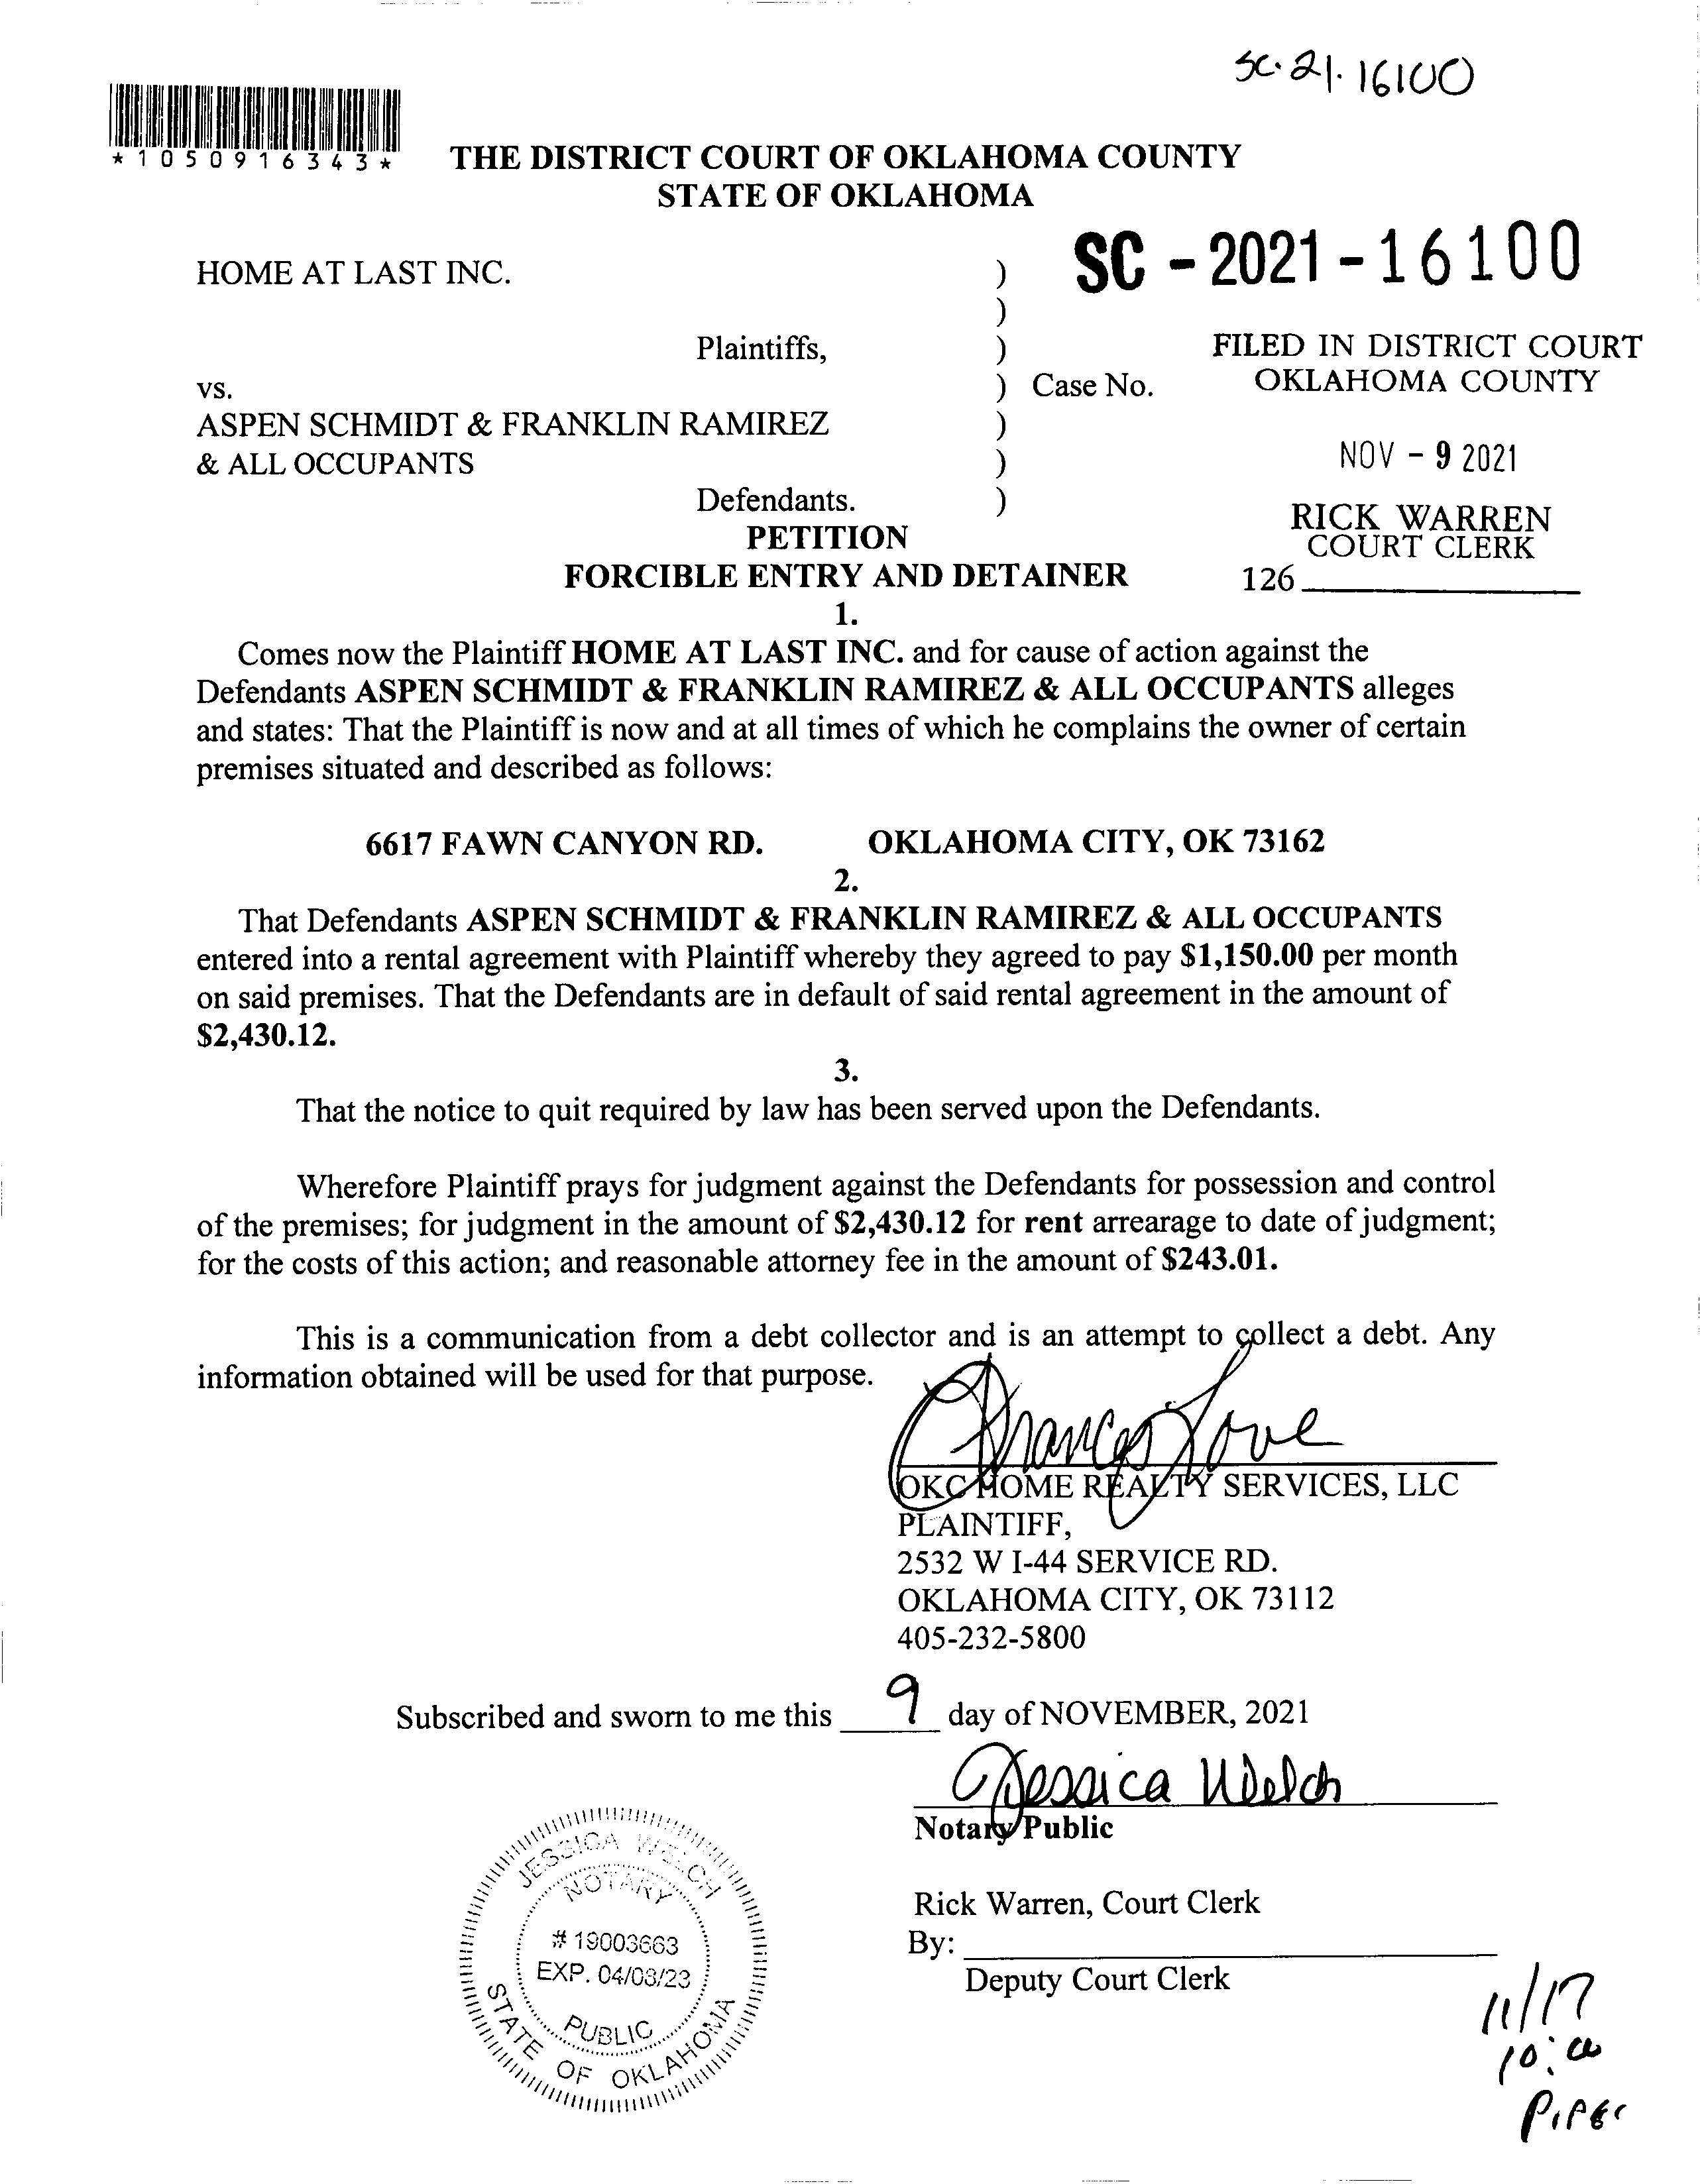 SC. 21. 16100
*1050916343*
THE DISTRICT COURT OF OKLAHOMA COUNTY
STATE OF OKLAHOMA
SC - 2021 - 16100
HOME AT LAST INC. )
)
Plaintiffs, )
FILED IN DISTRICT COURT
OKLAHOMA COUNTY
vs. ) Case No.
ASPEN SCHMIDT & FRANKLIN RAMIREZ )
& ALL OCCUPANTS )
NOV - 9 2021
Defendants. )
RICK WARREN
COURT CLERK
126
PETITION
FORCIBLE ENTRY AND DETAINER
1.
Comes now the Plaintiff HOME AT LAST INC. and for cause of action against the
Defendants ASPEN SCHMIDT & FRANKLIN RAMIREZ & ALL OCCUPANTS alleges
and states: That the Plaintiff is now and at all times of which he complains the owner of certain
premises situated and described as follows:
6617 FAWN CANYON RD. OKLAHOMA CITY, OK 73162
2.
That Defendants ASPEN SCHMIDT & FRANKLIN RAMIREZ & ALL OCCUPANTS
entered into a rental agreement with Plaintiff whereby they agreed to pay $1,150.00 per month
on said premises. That the Defendants are in default of said rental agreement in the amount of
$2,430.12.
3.
That the notice to quit required by law has been served upon the Defendants.
Wherefore Plaintiff prays for judgment against the Defendants for possession and control
of the premises; for judgment in the amount of $2,430.12 for rent arrearage to date of judgment;
for the costs of this action; and reasonable attorney fee in the amount of $243.01.
This is a communication from a debt collector and is an attempt to collect a debt. Any
information obtained will be used for that purpose.
Frances Love
OKC HOME REALTY SERVICES, LLC
PLAINTIFF,
2532 W I-44 SERVICE RD.
OKLAHOMA CITY, OK 73112
405-232-5800
Subscribed and sworn to me this 9 day of NOVEMBER, 2021
Jessica Welch
Notary Public
JESSICA WELCH
NOTARY
# 19003663
EXP. 04/08/23
PUBLIC
STATE OF OKLAHOMA
Rick Warren, Court Clerk
By:
Deputy Court Clerk
11/17
10:00
PIPER